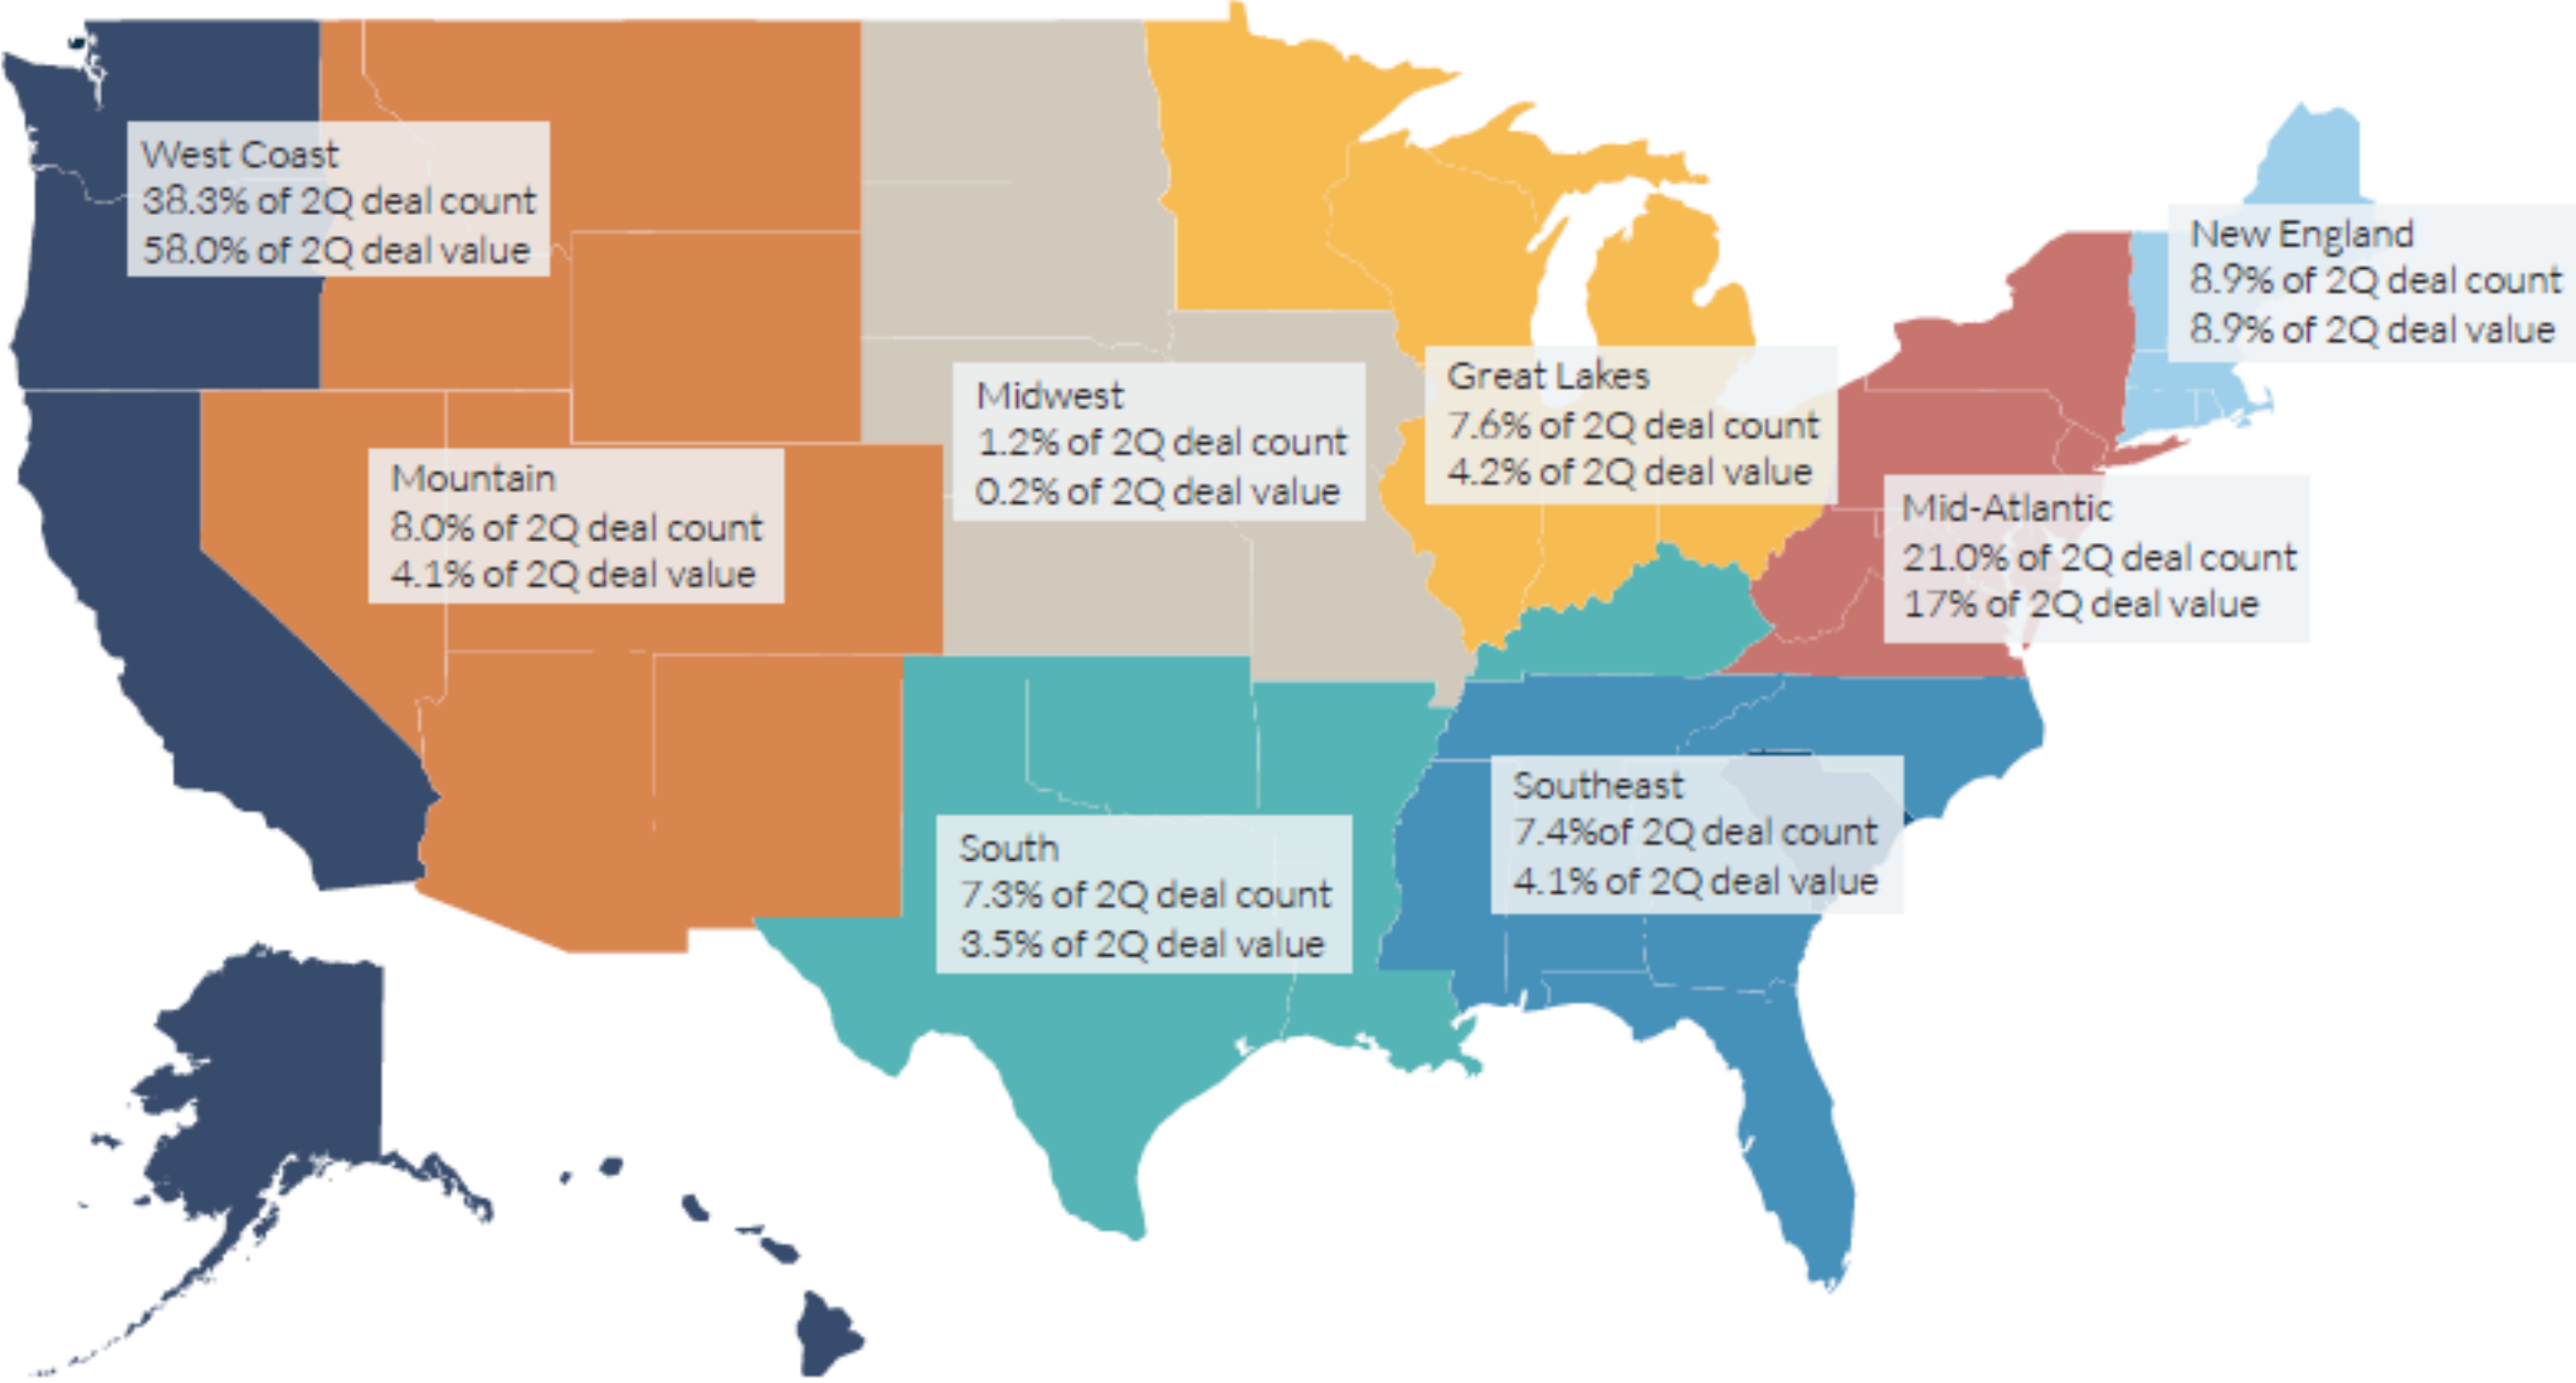 West Coast
38.3% of 2Q deal count
58.0% of 2Q deal value
New England
8.9% of 2Q deal count
8.9% of 2Q deal value
Midwest
1.2% of 2Q deal count
0.2% of 2Q deal value
Great Lakes
7.6% of 2Q deal count
4.2% of 2Q deal value
Mountain
8.0% of 2Q deal count
4.1% of 2Q deal value
Mid-Atlantic
21.0% of 2Q deal count
17% of 2Q deal value
South
7.3% of 2Q deal count
3.5% of 2Q deal value
Southeast
7.4%of 2Q deal count
4.1% of 2Q deal value